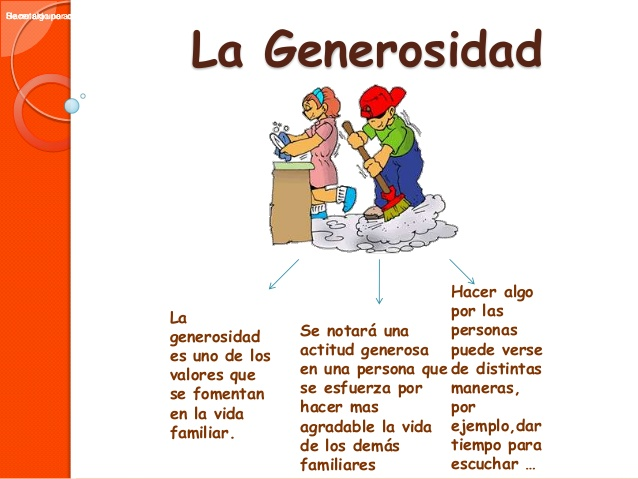 La Generosidad
La
generosidad
es uno de los
valores que
se fomentan
en la vida
familiar.
Se notará una
actitud generosa
en una persona que
se esfuerza por
hacer mas
agradable la vida
de los demás
familiares
Hacer algo
por las
personas
puede verse
de distintas
maneras,
por
ejemplo,dar
tiempo para
escuchar …